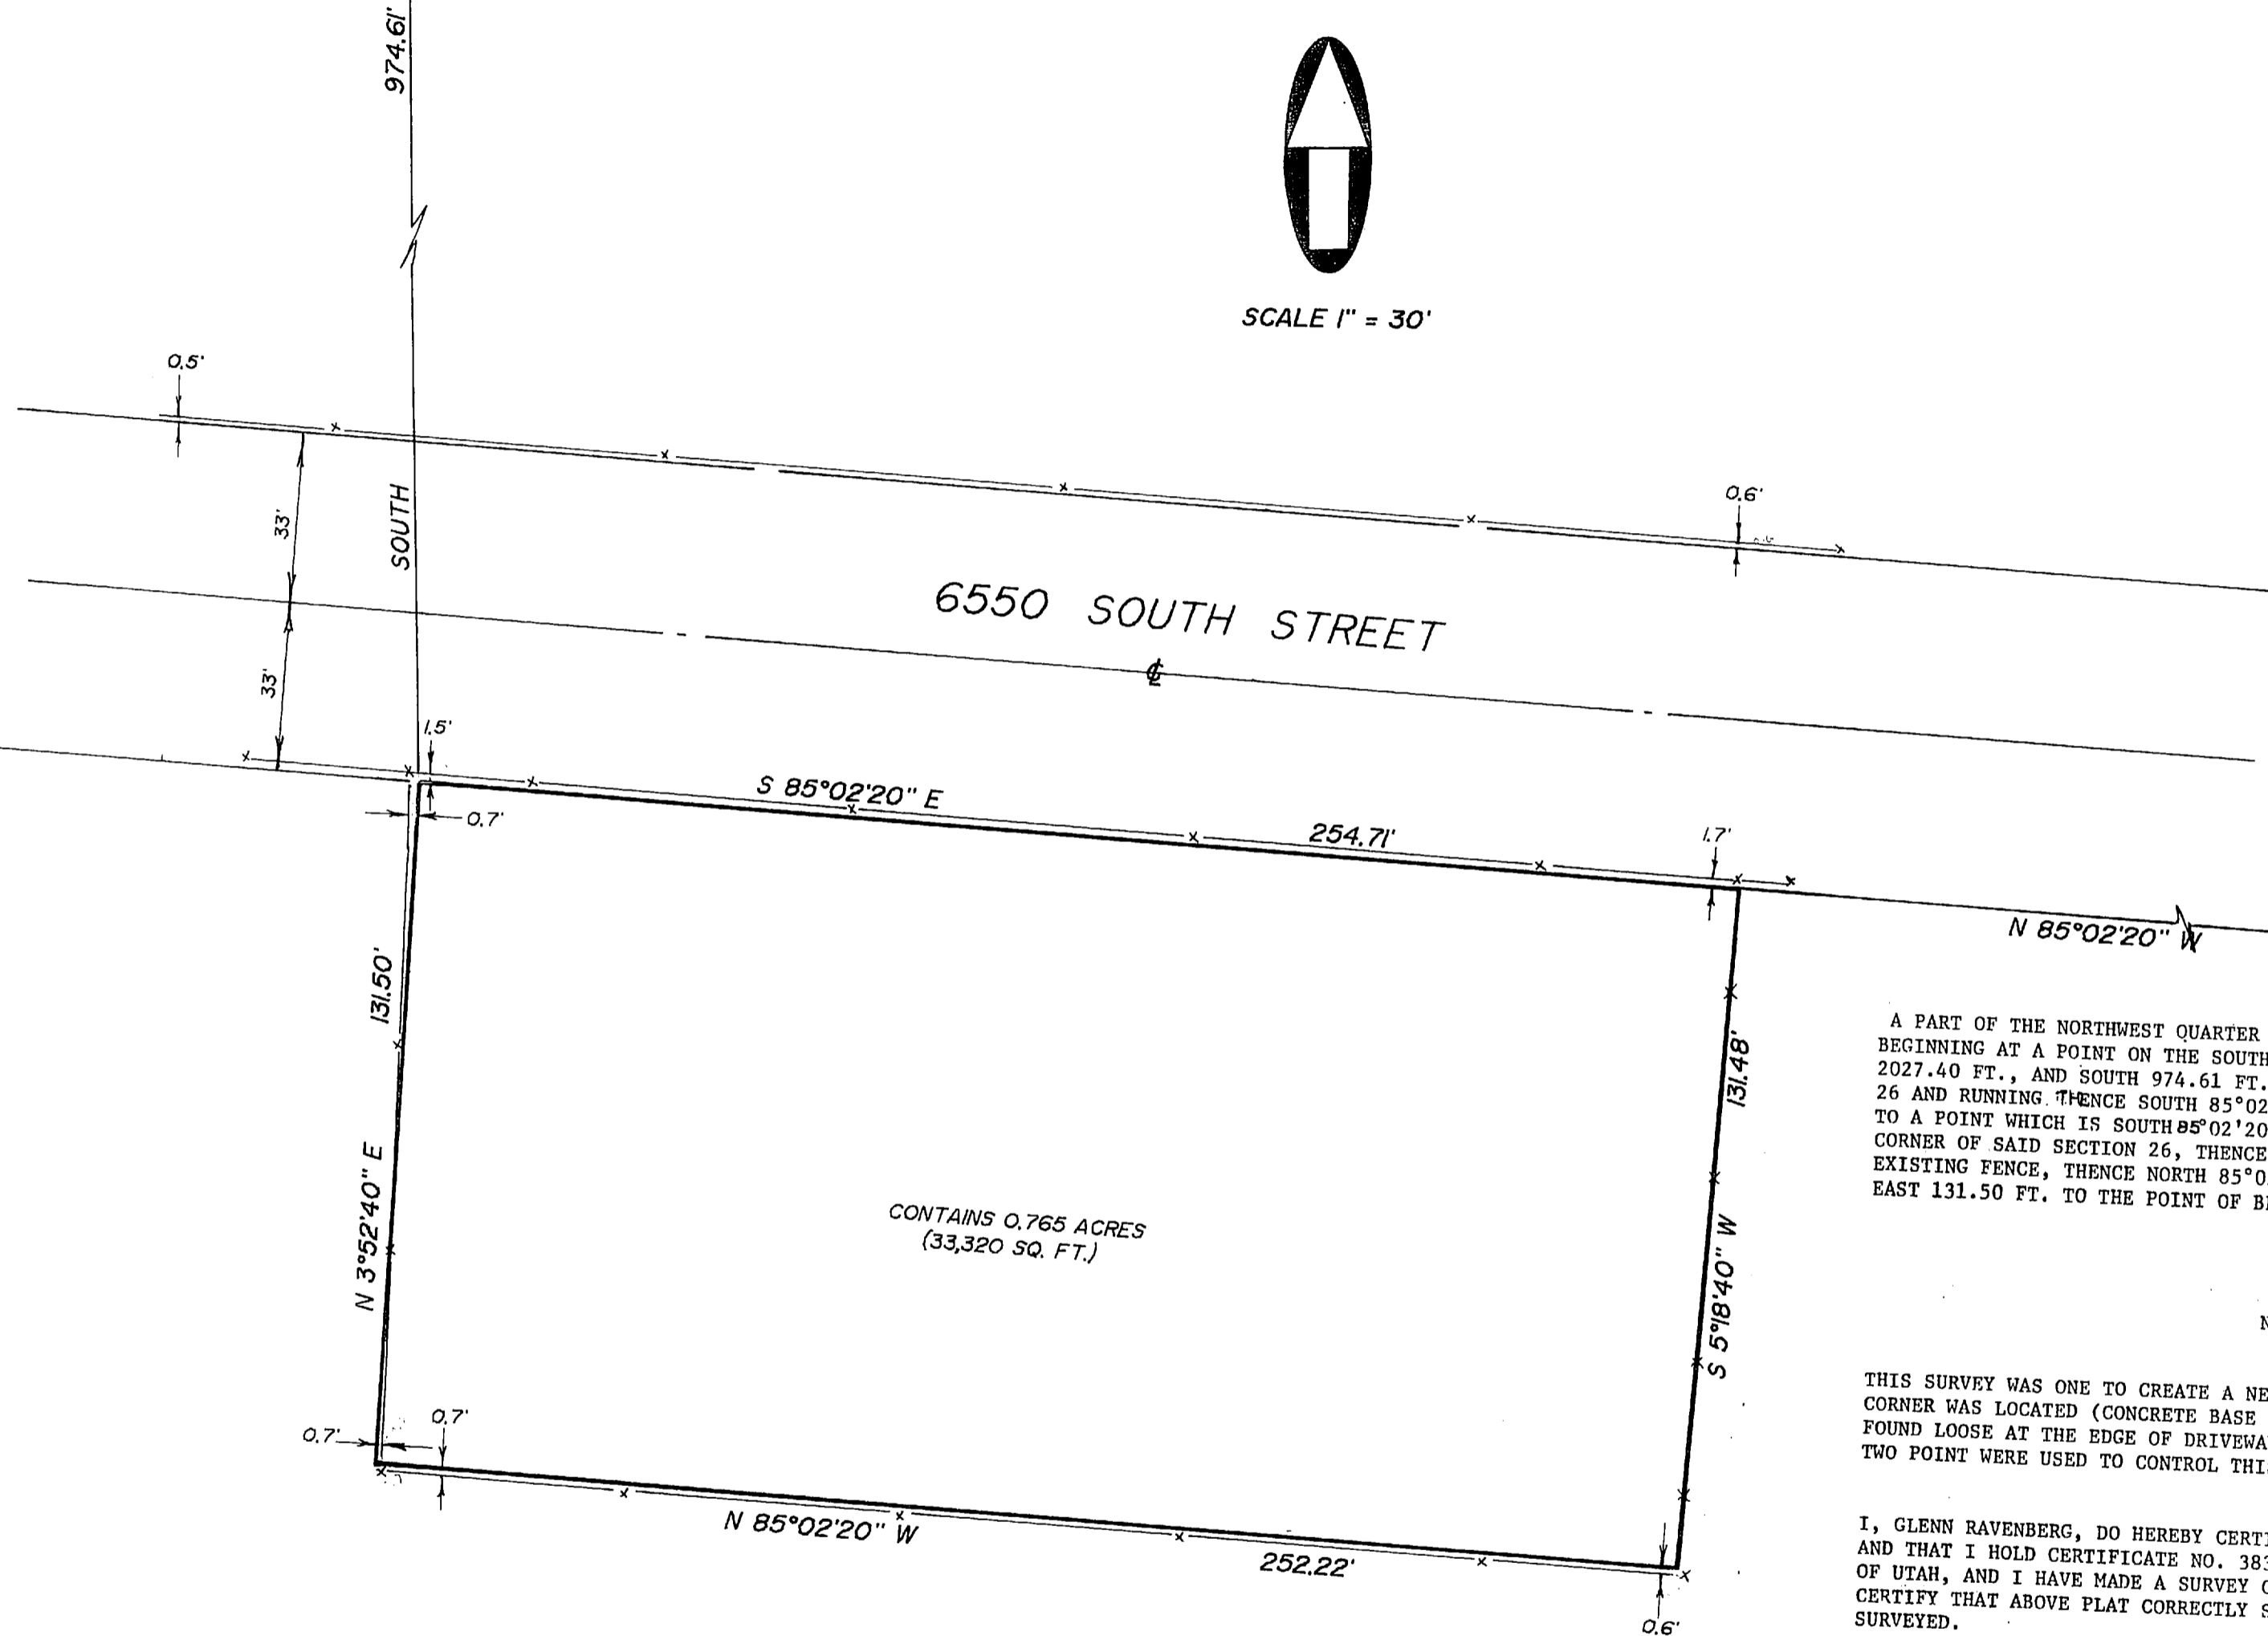 974.61'
SCALE 1" = 30'
0.5'
0.6'
33'
SOUTH
6550 SOUTH STREET
℄
33'
1.5'
S 85°02'20" E
0.7'
254.71'
1.7'
N 85°02'20" W
131.50'
131.48'
N 3°52'40" E
S 5°18'40" W
CONTAINS 0.765 ACRES
(33,320 SQ. FT.)
0.7'
0.7'
N 85°02'20" W
252.22'
0.6'
A PART OF THE NORTHWEST QUARTER
BEGINNING AT A POINT ON THE SOUTH
2027.40 FT., AND SOUTH 974.61 FT.
26 AND RUNNING THENCE SOUTH 85°02
TO A POINT WHICH IS SOUTH 85°02'20
CORNER OF SAID SECTION 26, THENCE
EXISTING FENCE, THENCE NORTH 85°0
EAST 131.50 FT. TO THE POINT OF B
N
THIS SURVEY WAS ONE TO CREATE A NE
CORNER WAS LOCATED (CONCRETE BASE
FOUND LOOSE AT THE EDGE OF DRIVEWA
TWO POINT WERE USED TO CONTROL THI
I, GLENN RAVENBERG, DO HEREBY CERTI
AND THAT I HOLD CERTIFICATE NO. 383
OF UTAH, AND I HAVE MADE A SURVEY O
CERTIFY THAT ABOVE PLAT CORRECTLY S
SURVEYED.